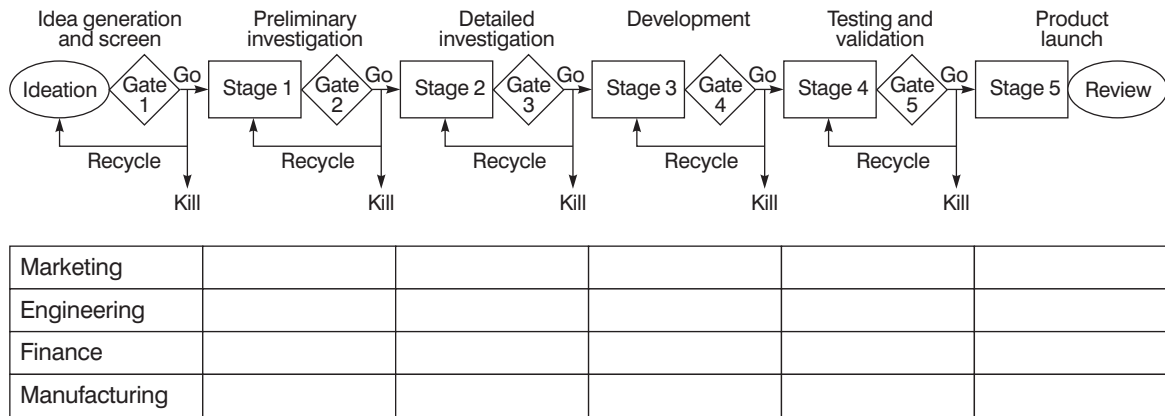 Idea generation
and screen
Preliminary
investigation
Detailed
investigation
Development
Testing and
validation
Product
launch
Ideation
Gate
1
Go
Stage 1
Gate
2
Go
Stage 2
Gate
3
Go
Stage 3
Gate
4
Go
Stage 4
Gate
5
Go
Stage 5
Review
Recycle
Recycle
Recycle
Recycle
Recycle
Kill
Kill
Kill
Kill
Kill
Marketing
Engineering
Finance
Manufacturing